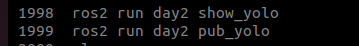 1998  ros2 run day2 show_yolo
1999  ros2 run day2 pub_yolo